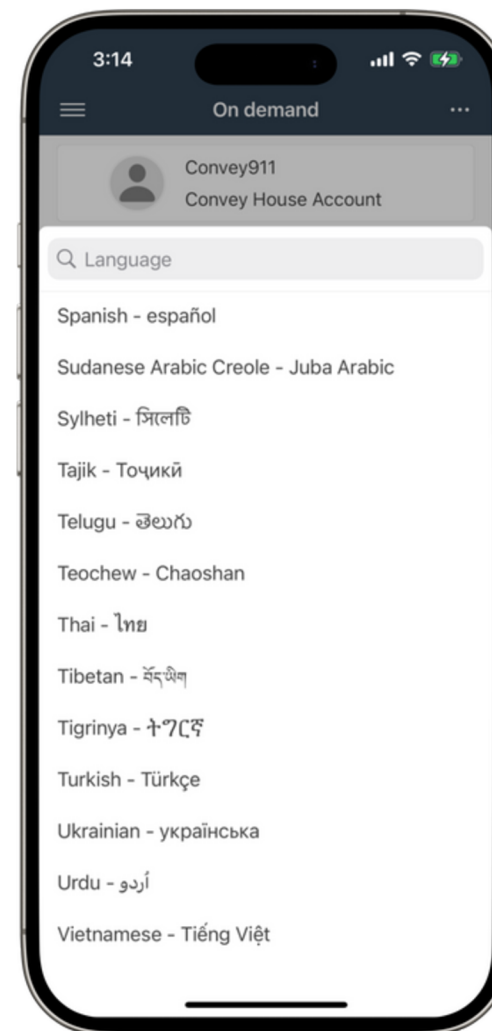 3:14
On demand
Convey911
Convey House Account
Language
Spanish - español
Sudanese Arabic Creole - Juba Arabic
Sylheti - সিলেটি
Tajik - Тоҷикӣ
Telugu - తెలుగు
Teochew - Chaoshan
Thai - ไทย
Tibetan - བོད་ཡིག
Tigrinya - ትግርኛ
Turkish - Türkçe
Ukrainian - українська
Urdu - اُردو
Vietnamese - Tiếng Việt